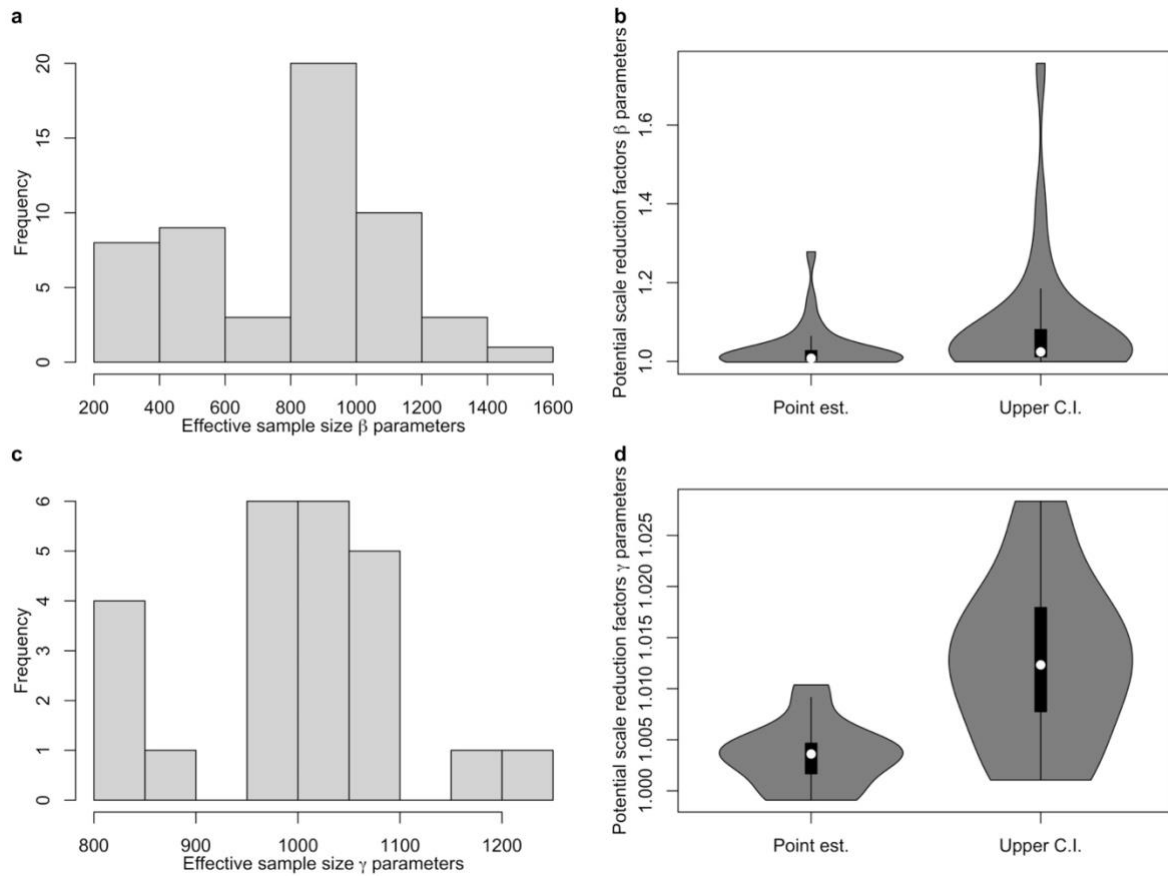 a
Frequency
20
15
10
5
0
200 400 600 800 1000 1200 1400 1600
Effective sample size β parameters
b
Potential scale reduction factors β parameters
1.6
1.4
1.2
1.0
Point est. Upper C.I.
c
Frequency
6
5
4
3
2
1
0
800 900 1000 1100 1200
Effective sample size γ parameters
d
Potential scale reduction factors γ parameters
1.025
1.020
1.015
1.010
1.005
1.000
Point est. Upper C.I.